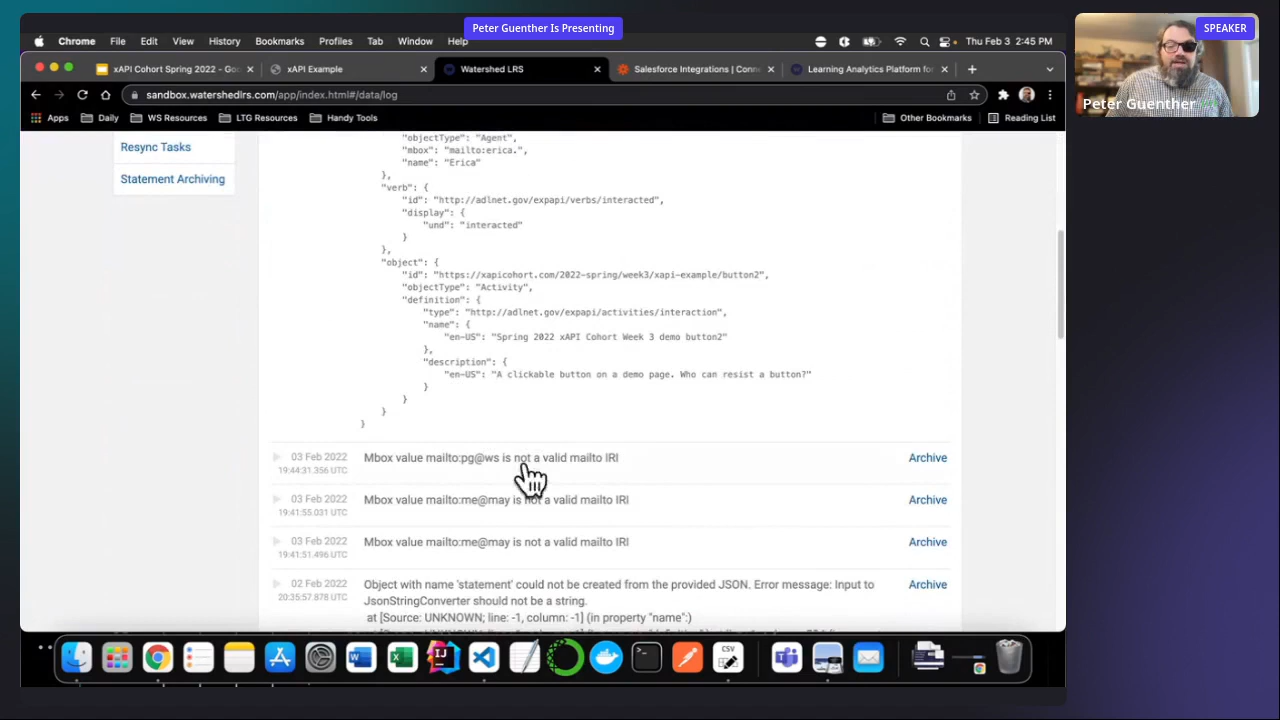 Peter Guenther Is Presenting
SPEAKER
Peter Guenther
Chrome File Edit View History Bookmarks Profiles Tab Window Help
Thu Feb 3 2:45 PM
xAPI Cohort Spring 2022 - Go
xAPI Example
Watershed LRS
Salesforce Integrations | Conn
Learning Analytics Platform fo
sandbox.watershedlrs.com/app/index.html#/data/log
Apps Daily WS Resources LTG Resources Handy Tools Other Bookmarks Reading List
Resync Tasks
Statement Archiving
"objectType": "Agent",
"mbox": "mailto:erica.",
"name": "Erica"
},
"verb": {
"id": "http://adlnet.gov/expapi/verbs/interacted",
"display": {
"und": "interacted"
}
},
"object": {
"id": "https://xapicohort.com/2022-spring/week3/xapi-example/button2",
"objectType": "Activity",
"definition": {
"type": "http://adlnet.gov/expapi/activities/interaction",
"name": {
"en-US": "Spring 2022 xAPI Cohort Week 3 demo button2"
},
"description": {
"en-US": "A clickable button on a demo page. Who can resist a button?"
}
}
}
}
03 Feb 2022
19:44:31.356 UTC
Mbox value mailto:pg@ws is not a valid mailto IRI
Archive
03 Feb 2022
19:41:55.031 UTC
Mbox value mailto:me@may is not a valid mailto IRI
Archive
03 Feb 2022
19:41:51.496 UTC
Mbox value mailto:me@may is not a valid mailto IRI
Archive
02 Feb 2022
20:35:57.878 UTC
Object with name 'statement' could not be created from the provided JSON. Error message: Input to
JsonStringConverter should not be a string.
at [Source: UNKNOWN; line: -1, column: -1] (in property "name":)
Archive
CSV